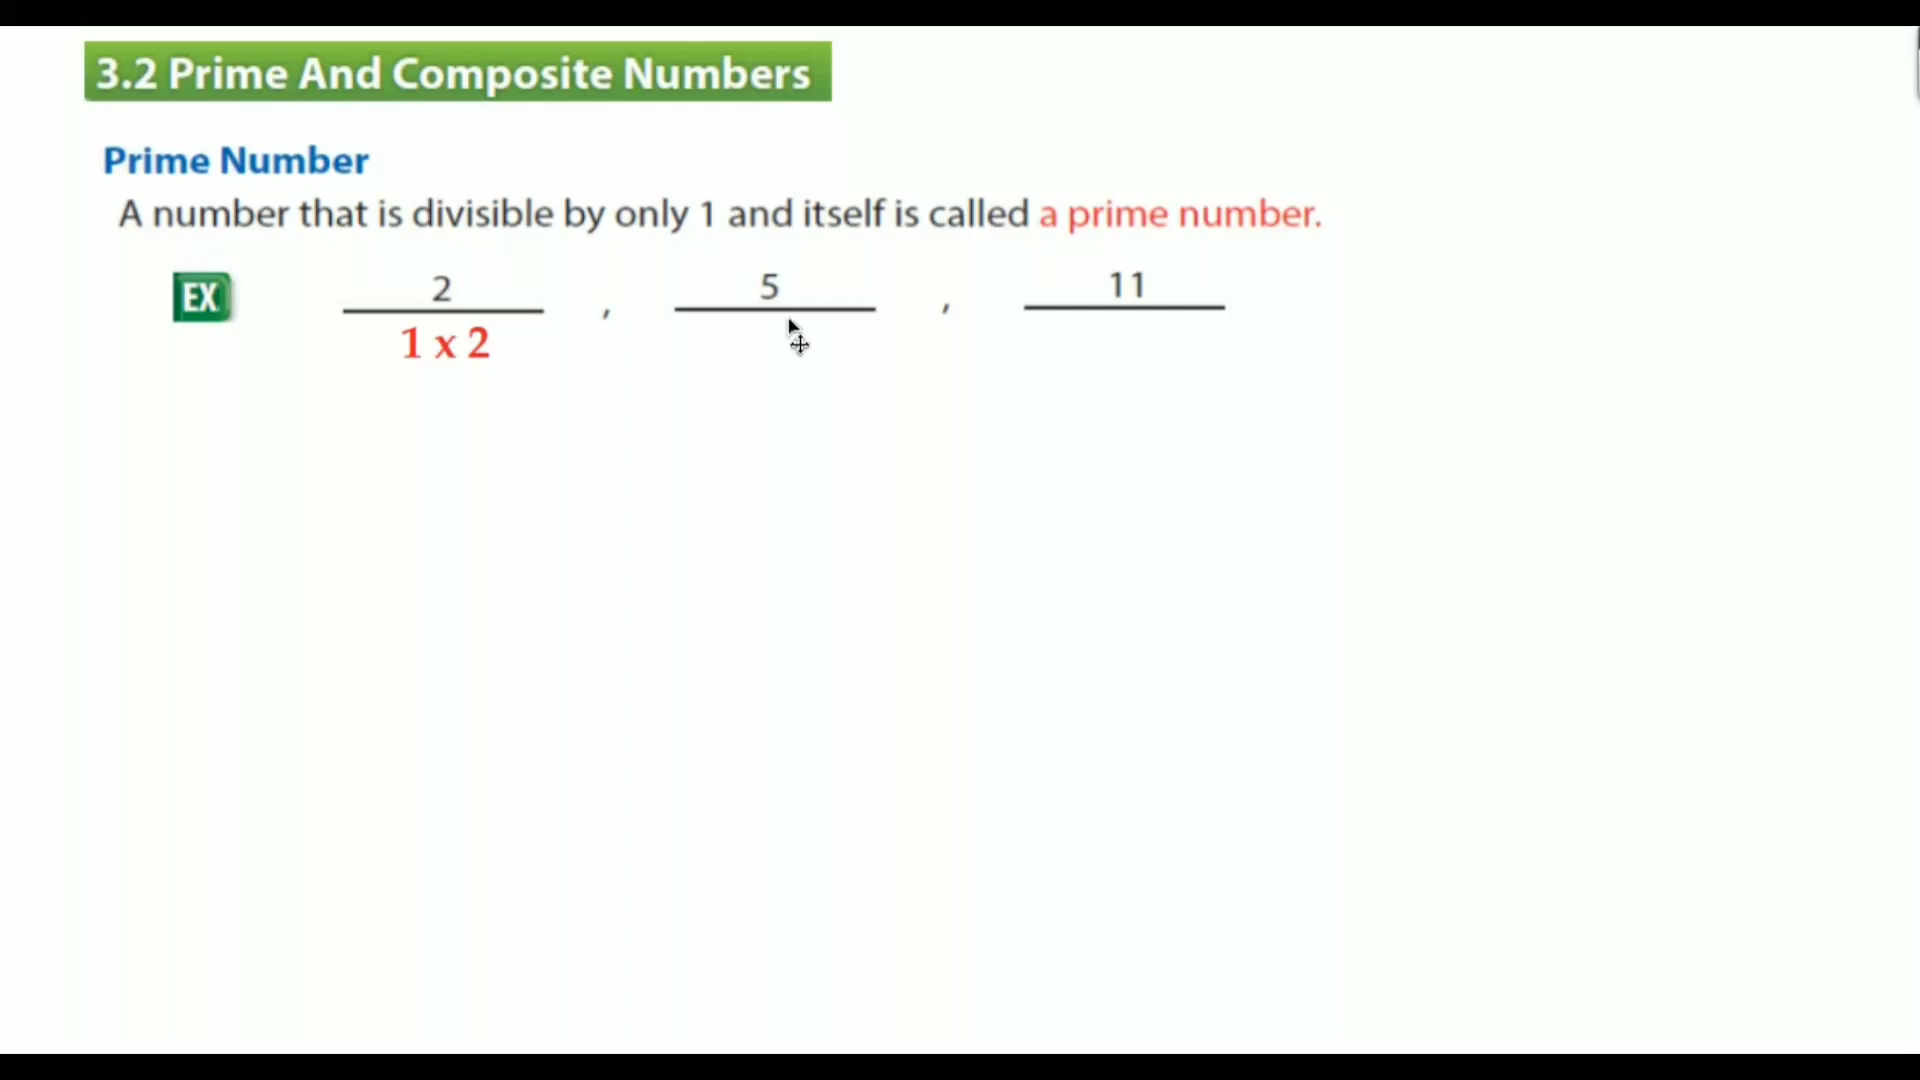 3.2 Prime And Composite Numbers
Prime Number
A number that is divisible by only 1 and itself is called a prime number.
EX 2 , 5 , 11
1 x 2